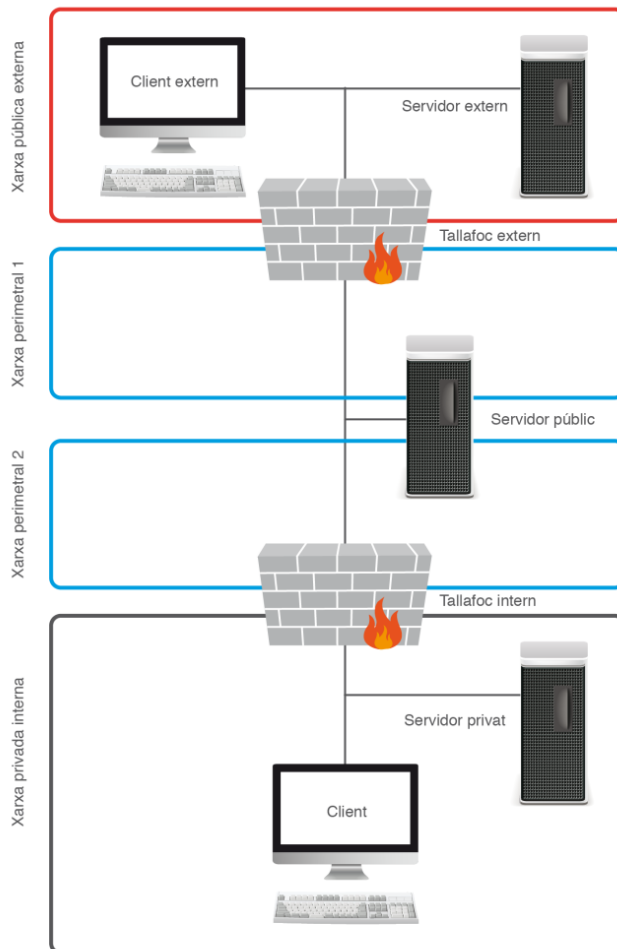 Xarxa pública externa
Client extern
Servidor extern
Tallafoc extern
Xarxa perimetral 1
Servidor públic
Xarxa perimetral 2
Tallafoc intern
Xarxa privada interna
Servidor privat
Client